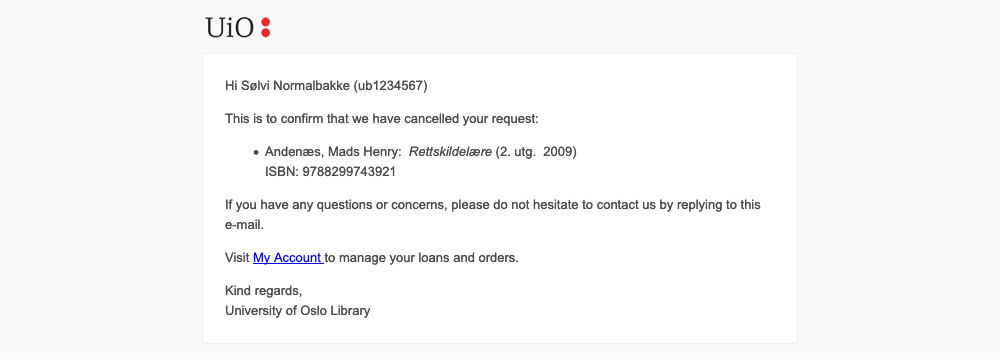 UiO:
Hi Sølvi Normalbakke (ub1234567)
This is to confirm that we have cancelled your request:
• Andenæs, Mads Henry: Rettskildelære (2. utg. 2009)
ISBN: 9788299743921
If you have any questions or concerns, please do not hesitate to contact us by replying to this
e-mail.
Visit My Account to manage your loans and orders.
Kind regards,
University of Oslo Library